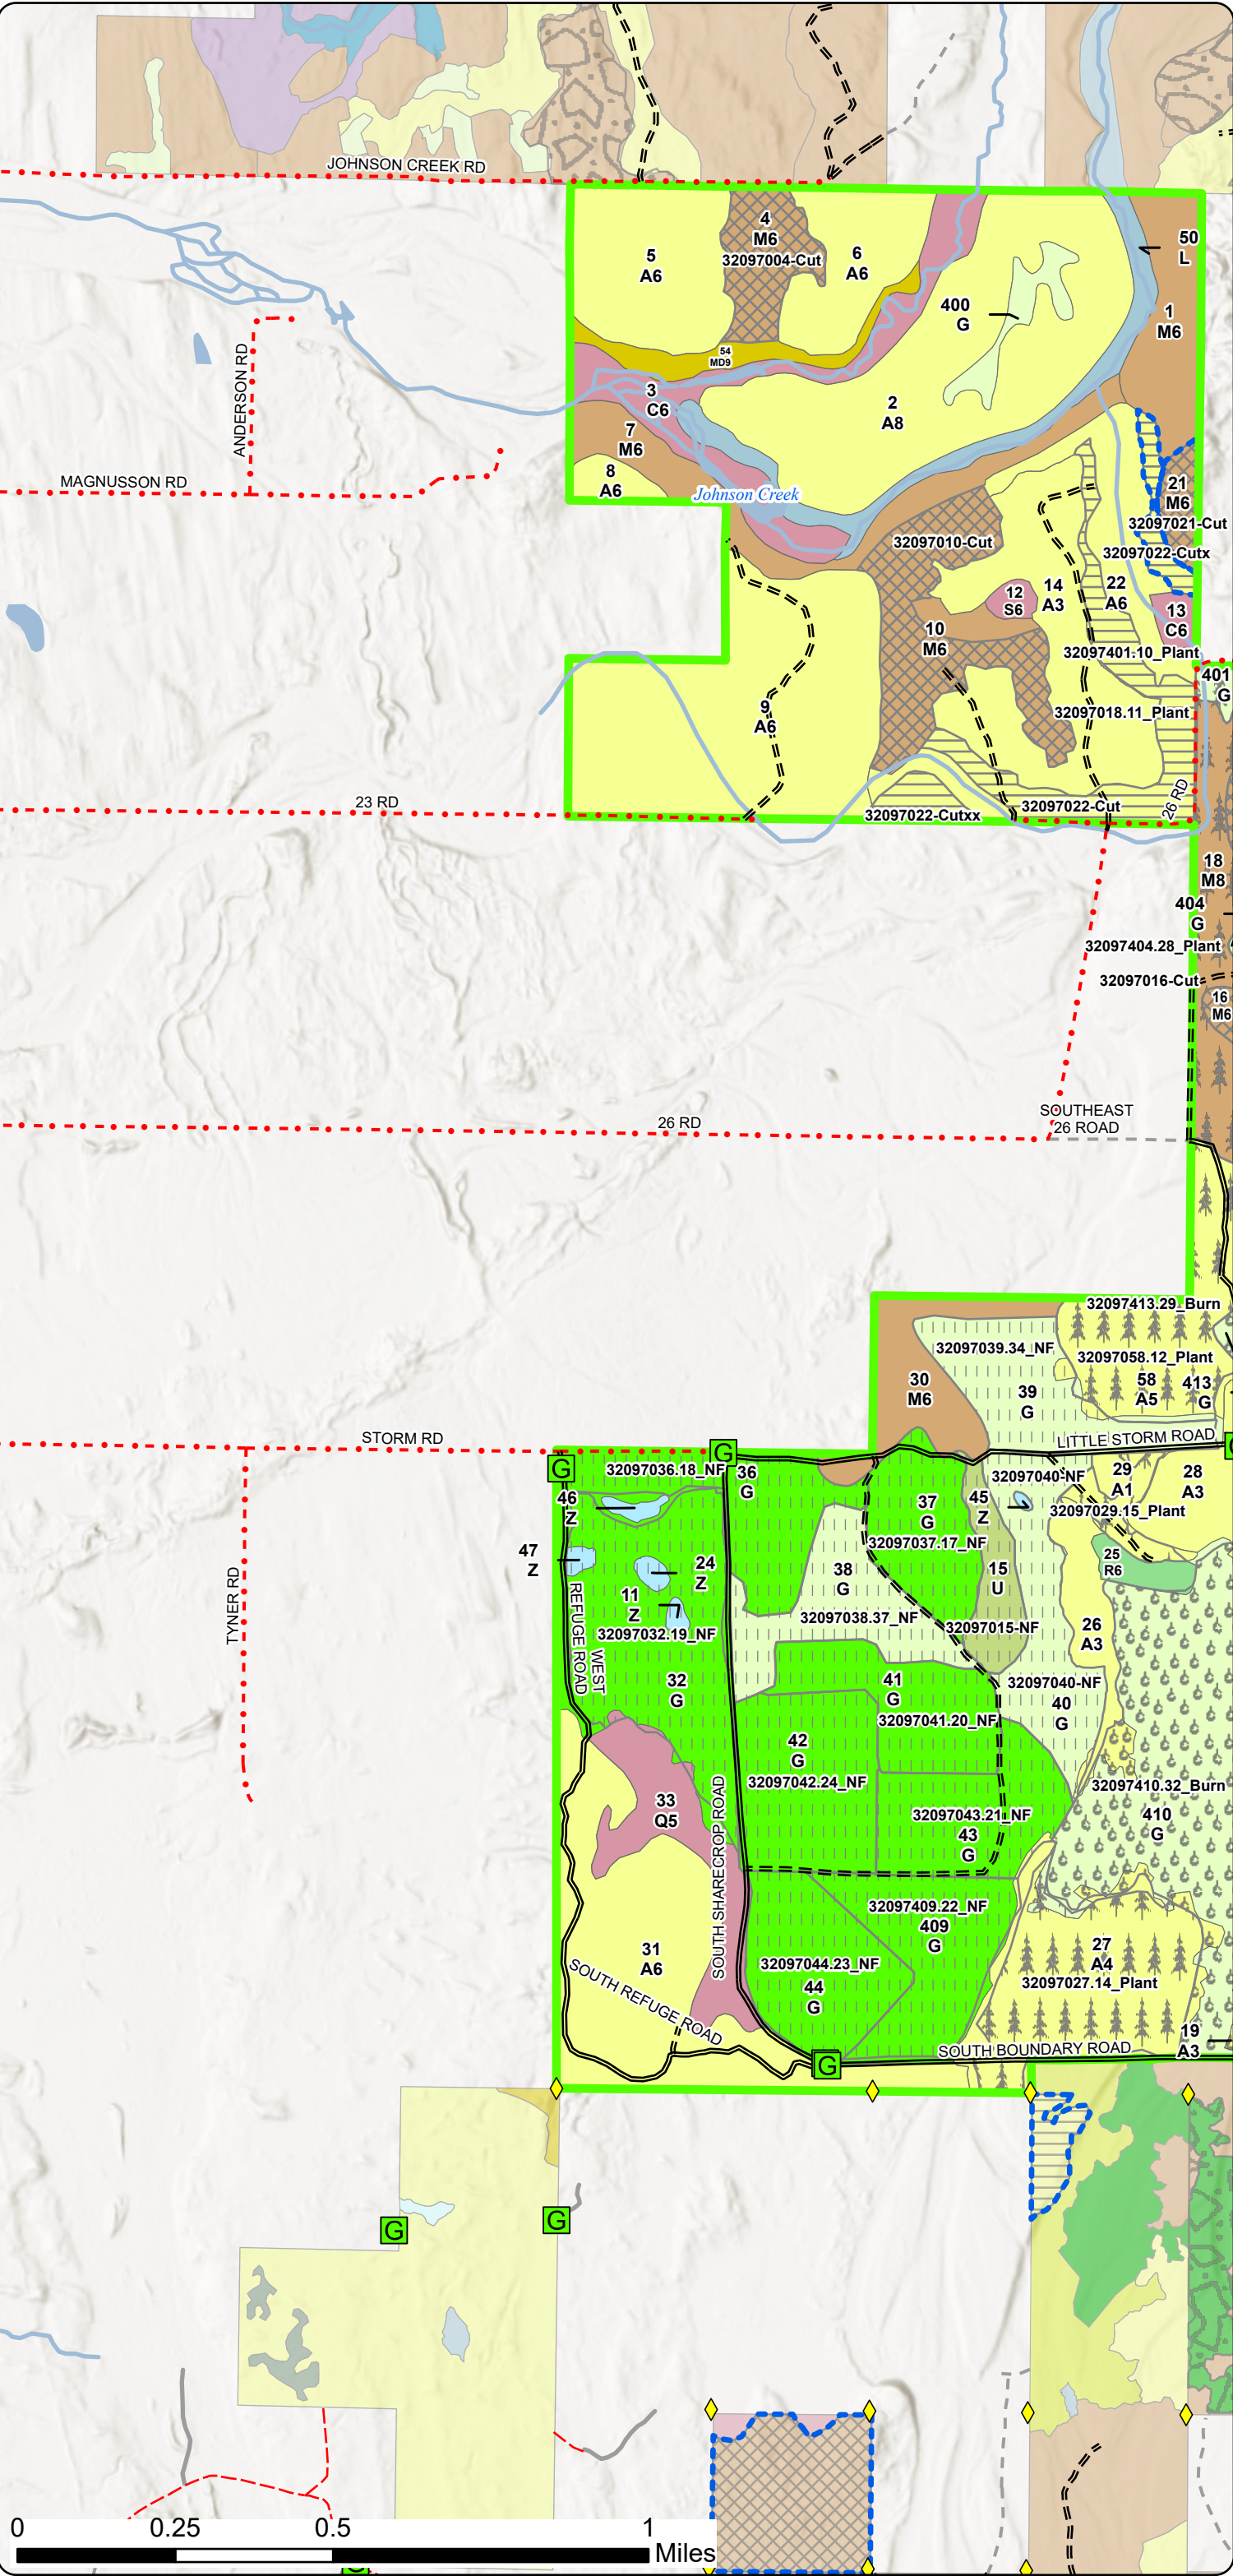 JOHNSON CREEK RD
4
M6
32097004-Cut
5
A6
6
A6
50
L
400
G
1
M6
54
MD9
3
C6
2
A8
7
M6
8
A6
ANDERSON RD
MAGNUSSON RD
Johnson Creek
21
M6
32097021-Cut
32097010-Cut
32097022-Cutx
12
S6
14
A3
22
A6
13
C6
10
M6
32097401.10_Plant
401
G
9
A6
32097018.11_Plant
23 RD
32097022-Cut
32097022-Cutxx
26 RD
18
M8
404
G
32097404.28_Plant
32097016-Cut
16
M6
26 RD
SOUTHEAST
26 ROAD
32097413.29_Burn
32097039.34_NF
32097058.12_Plant
30
M6
39
G
58
A5
413
G
STORM RD
LITTLE STORM ROAD
G
G
G
32097036.18_NF
36
G
32097040-NF
29
A1
28
A3
46
Z
37
G
45
Z
32097029.15_Plant
32097037.17_NF
47
Z
24
Z
38
G
15
U
25
R6
11
Z
32097038.37_NF
32097015-NF
32097032.19_NF
TYNER RD
WEST
REFUGE ROAD
26
A3
32
G
41
G
32097040-NF
40
G
32097041.20_NF
42
G
32097042.24_NF
32097410.32_Burn
410
G
33
Q5
SOUTH SHARECROP ROAD
32097043.21_NF
43
G
32097409.22_NF
409
G
31
A6
32097044.23_NF
44
G
27
A4
32097027.14_Plant
SOUTH REFUGE ROAD
19
A3
SOUTH BOUNDARY ROAD
G
G
G
0
0.25
0.5
1
Miles
G